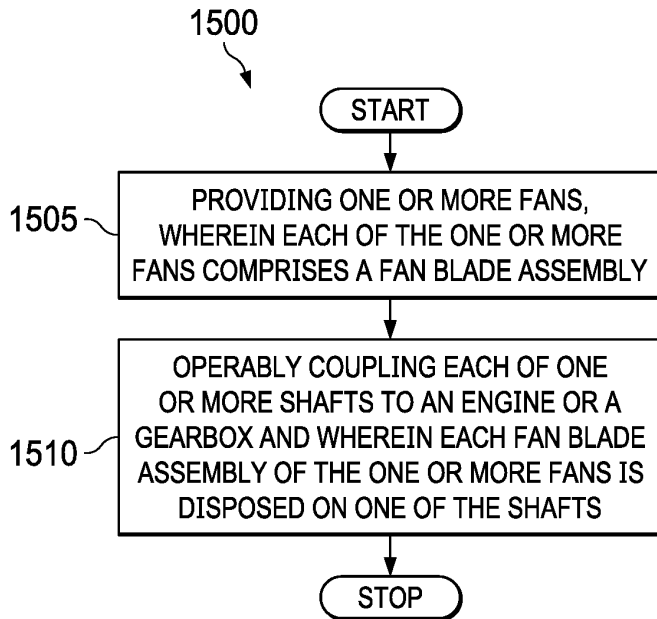 1500
START
1505
PROVIDING ONE OR MORE FANS,
WHEREIN EACH OF THE ONE OR MORE
FANS COMPRISES A FAN BLADE ASSEMBLY
1510
OPERABLY COUPLING EACH OF ONE
OR MORE SHAFTS TO AN ENGINE OR A
GEARBOX AND WHEREIN EACH FAN BLADE
ASSEMBLY OF THE ONE OR MORE FANS IS
DISPOSED ON ONE OF THE SHAFTS
STOP